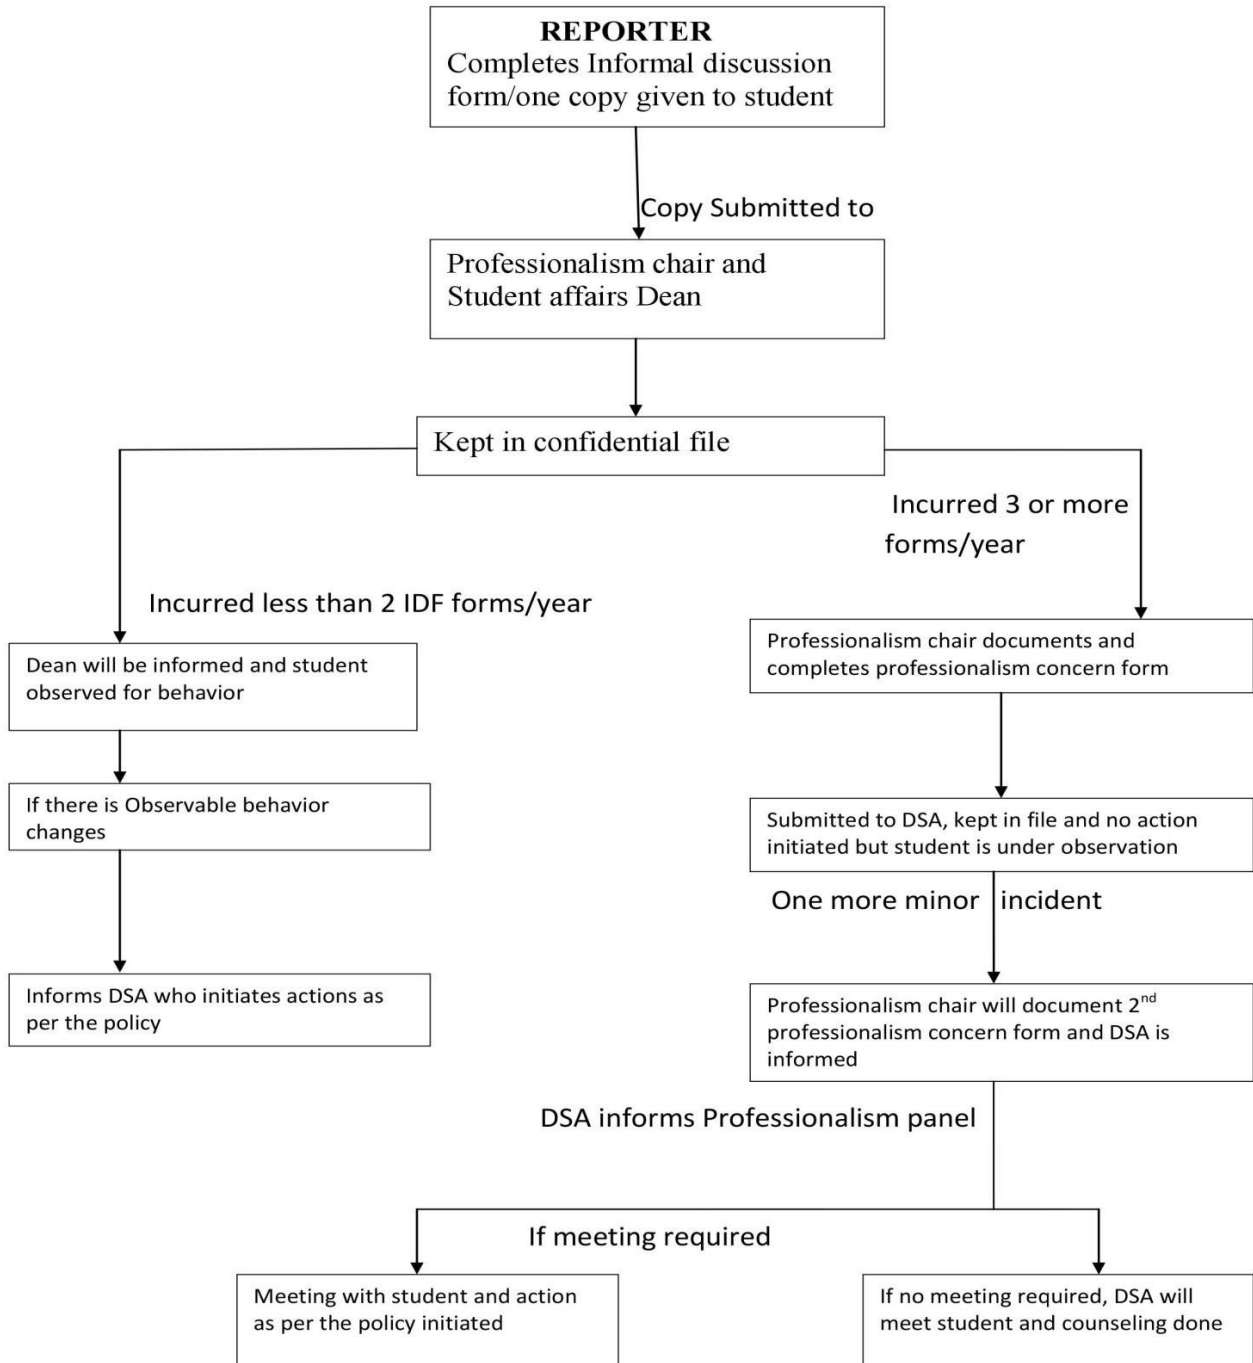 REPORTER
Completes Informal discussion
form/one copy given to student
Copy Submitted to
Professionalism chair and
Student affairs Dean
Kept in confidential file
Incurred 3 or more
forms/year
Incurred less than 2 IDF forms/year
Dean will be informed and student
observed for behavior
Professionalism chair documents and
completes professionalism concern form
If there is Observable behavior
changes
Submitted to DSA, kept in file and no action
initiated but student is under observation
One more minor incident
Informs DSA who initiates actions as
per the policy
Professionalism chair will document 2nd
professionalism concern form and DSA is
informed
DSA informs Professionalism panel
If meeting required
Meeting with student and action
as per the policy initiated
If no meeting required, DSA will
meet student and counseling done